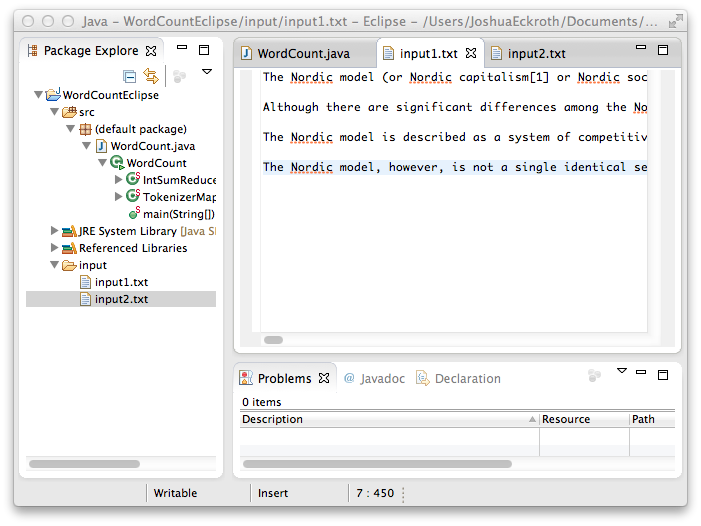 Java – WordCountEclipse/input/input1.txt – Eclipse – /Users/JoshuaEckroth/Documents/...
Package Explore
WordCountEclipse
src
(default package)
WordCount.java
WordCount
IntSumReduce
TokenizerMap
main(String[])
JRE System Library [Java S
Referenced Libraries
input
input1.txt
input2.txt
WordCount.java input1.txt input2.txt
The Nordic model (or Nordic capitalism[1] or Nordic soc
Although there are significant differences among the No
The Nordic model is described as a system of competitiv
The Nordic model, however, is not a single identical se
Problems @ Javadoc Declaration
0 items
Description Resource Path
Writable Insert 7 : 450